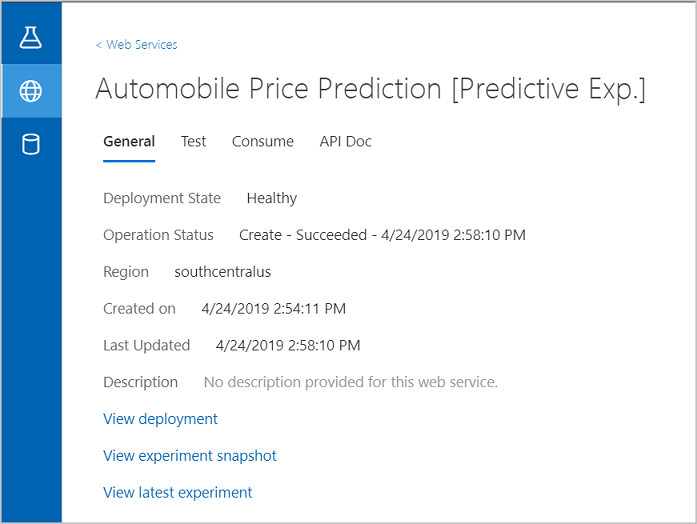 < Web Services
Automobile Price Prediction [Predictive Exp.]
General Test Consume API Doc
Deployment State Healthy
Operation Status Create - Succeeded - 4/24/2019 2:58:10 PM
Region southcentralus
Created on 4/24/2019 2:54:11 PM
Last Updated 4/24/2019 2:58:10 PM
Description No description provided for this web service.
View deployment
View experiment snapshot
View latest experiment